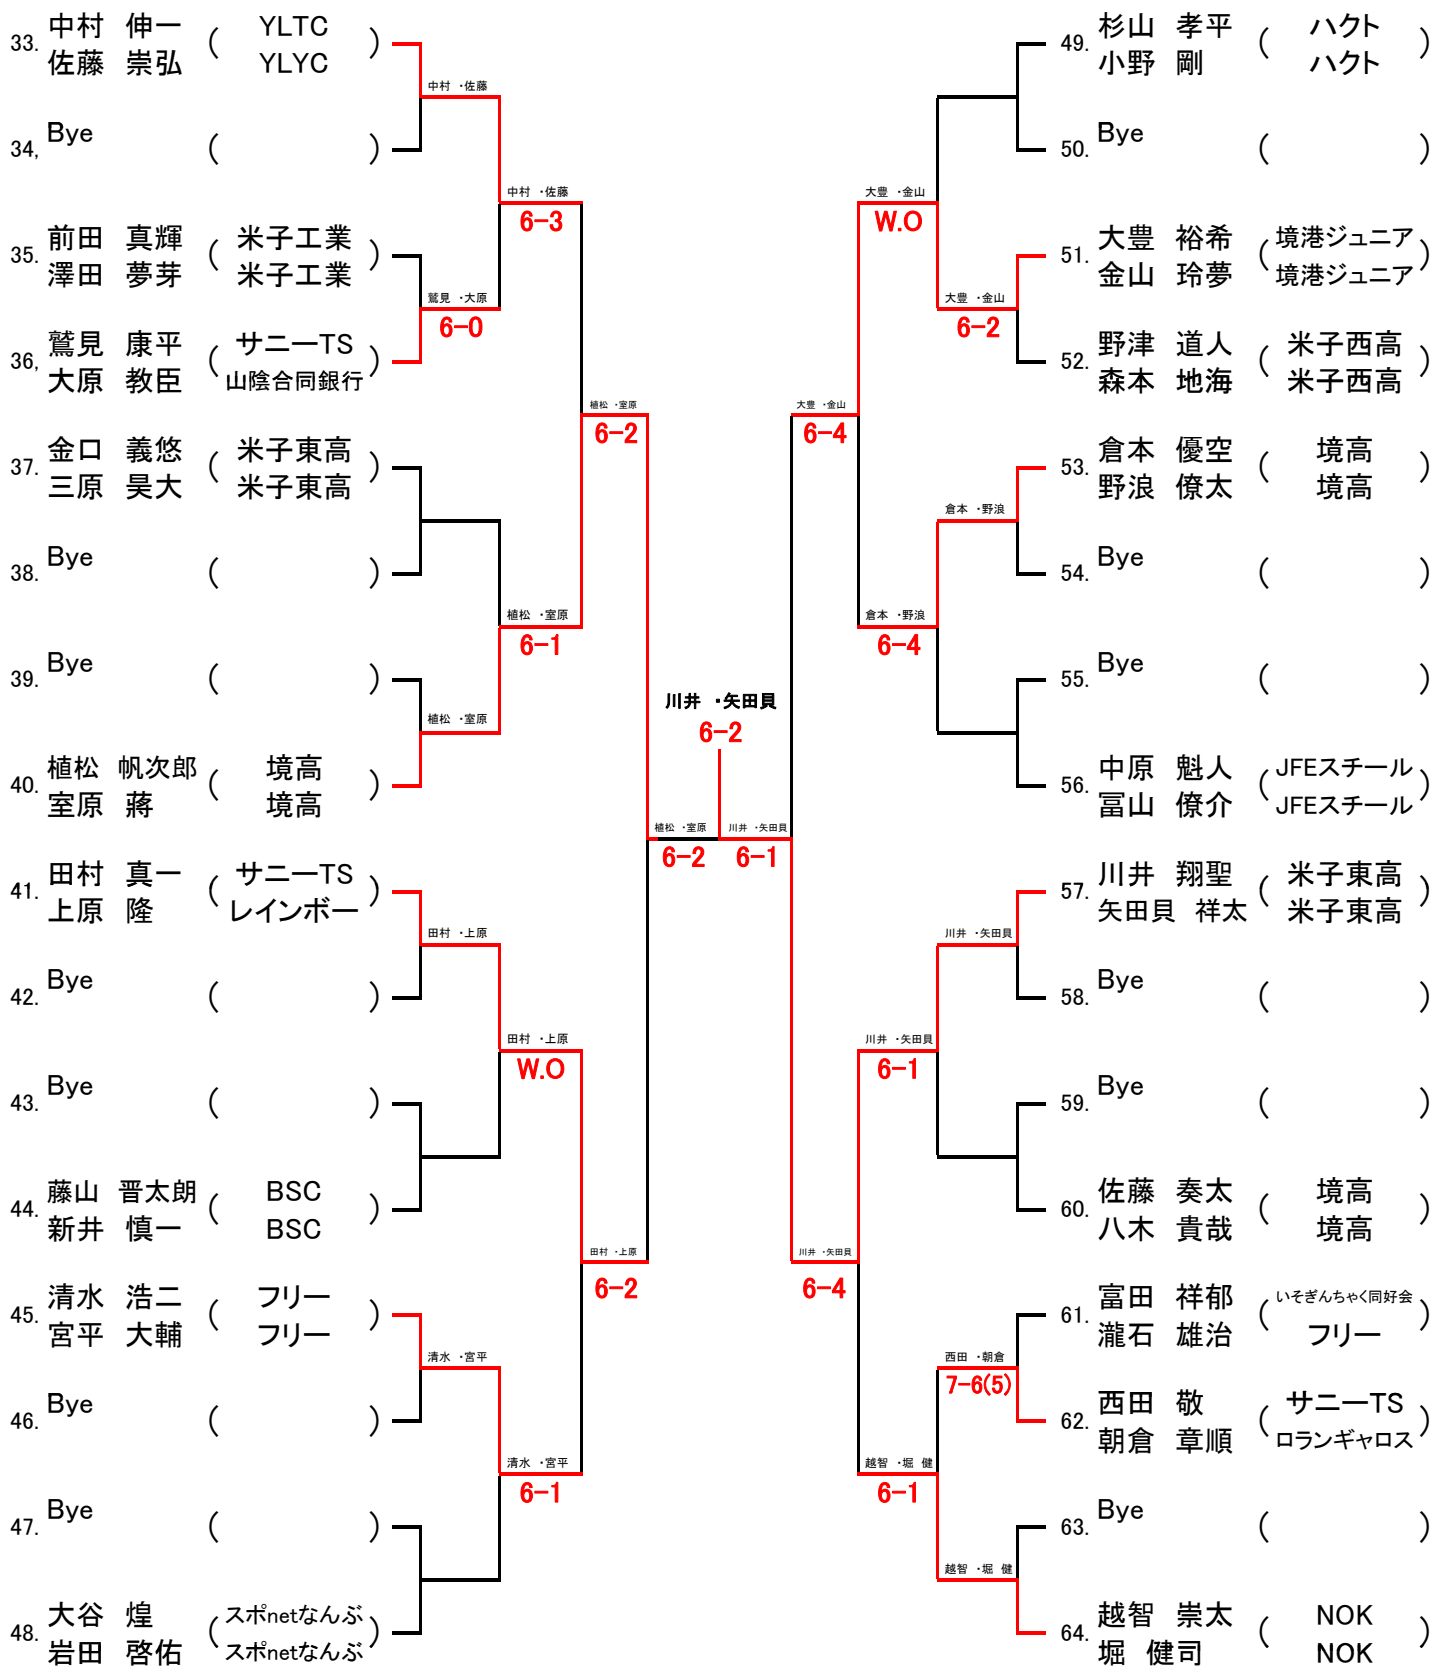 33. 中村 伸一 ( YLTC )
佐藤 崇弘 YLYC
中村 ・佐藤
34, Bye ( )
中村 ・佐藤
6-3
35. 前田 真輝 ( 米子工業 )
澤田 夢芽 米子工業
鷲見 ・大原
6-0
36, 鷲見 康平 ( サニーTS )
大原 教臣 山陰合同銀行
植松 ・室原
6-2
37. 金口 義悠 ( 米子東高 )
三原 昊大 米子東高
38. Bye ( )
植松 ・室原
6-1
39. Bye ( )
植松 ・室原
40. 植松 帆次郎 ( 境高 )
室原 蔣 境高
川井 ・矢田貝
6-2
植松 ・室原
6-2
川井 ・矢田貝
6-1
41. 田村 真一 ( サニーTS )
上原 隆 レインボー
田村 ・上原
42. Bye ( )
田村 ・上原
W.O
43. Bye ( )
44. 藤山 晋太朗 ( BSC )
新井 慎一 BSC
田村 ・上原
6-2
45. 清水 浩二 ( フリー )
宮平 大輔 フリー
清水 ・宮平
46. Bye ( )
清水 ・宮平
6-1
47. Bye ( )
48. 大谷 煌 ( スポnetなんぶ )
岩田 啓佑 スポnetなんぶ
49. 杉山 孝平 ( ハクト )
小野 剛 ハクト
50. Bye ( )
大豊 ・金山
W.O
51. 大豊 裕希 ( 境港ジュニア )
金山 玲夢 境港ジュニア
大豊 ・金山
6-2
52. 野津 道人 ( 米子西高 )
森本 地海 米子西高
大豊 ・金山
6-4
53. 倉本 優空 ( 境高 )
野浪 僚太 境高
倉本 ・野浪
54. Bye ( )
倉本 ・野浪
6-4
55. Bye ( )
56. 中原 魁人 ( JFEスチール )
冨山 僚介 JFEスチール
57. 川井 翔聖 ( 米子東高 )
矢田貝 祥太 米子東高
川井 ・矢田貝
58. Bye ( )
川井 ・矢田貝
6-1
59. Bye ( )
60. 佐藤 奏太 ( 境高 )
八木 貴哉 境高
川井 ・矢田貝
6-4
61. 富田 祥郁 ( いそぎんちゃく同好会 )
瀧石 雄治 フリー
西田 ・朝倉
7-6(5)
62. 西田 敬 ( サニーTS )
朝倉 章順 ロランギャロス
越智 ・堀 健
6-1
63. Bye ( )
越智 ・堀 健
64. 越智 崇太 ( NOK )
堀 健司 NOK